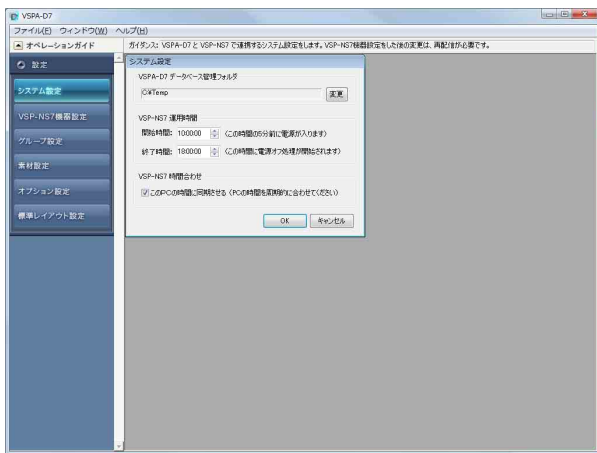 VSPA-D7
ファイル(F) ウィンドウ(W) ヘルプ(H)
オペレーションガイド
ガイダンス: VSPA-D7 と VSP-NS7 で連携するシステム設定をします。VSP-NS7機器設定をした後の変更は、再配信が必要です。
設定
システム設定
VSP-NS7機器設定
グループ設定
素材設定
オプション設定
標準レイアウト設定
システム設定
VSPA-D7 データベース管理フォルダ
C:¥Temp
変更
VSP-NS7 運用時間
開始時間: 10:00:00 (この時間の5分前に電源が入ります)
終了時間: 18:00:00 (この時間に電源オフ処理が開始されます)
VSP-NS7 時間合わせ
このPCの時間に同期させる (PCの時間を周期的に合わせてください)
OK キャンセル